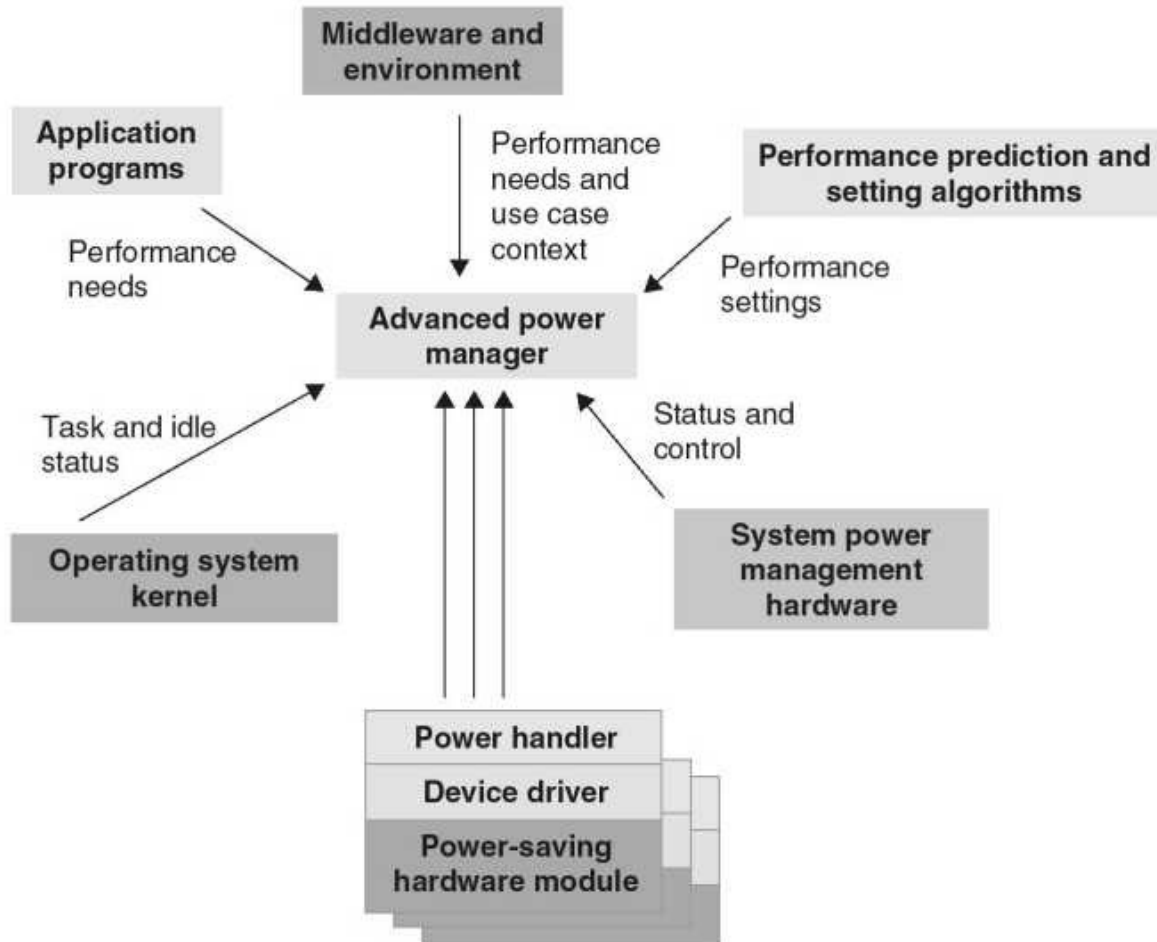 Middleware and
environment
Application
programs
Performance
needs and
use case
context
Performance prediction and
setting algorithms
Performance
needs
Performance
settings
Advanced power
manager
Task and idle
status
Status and
control
Operating system
kernel
System power
management
hardware
Power handler
Device driver
Power-saving
hardware module